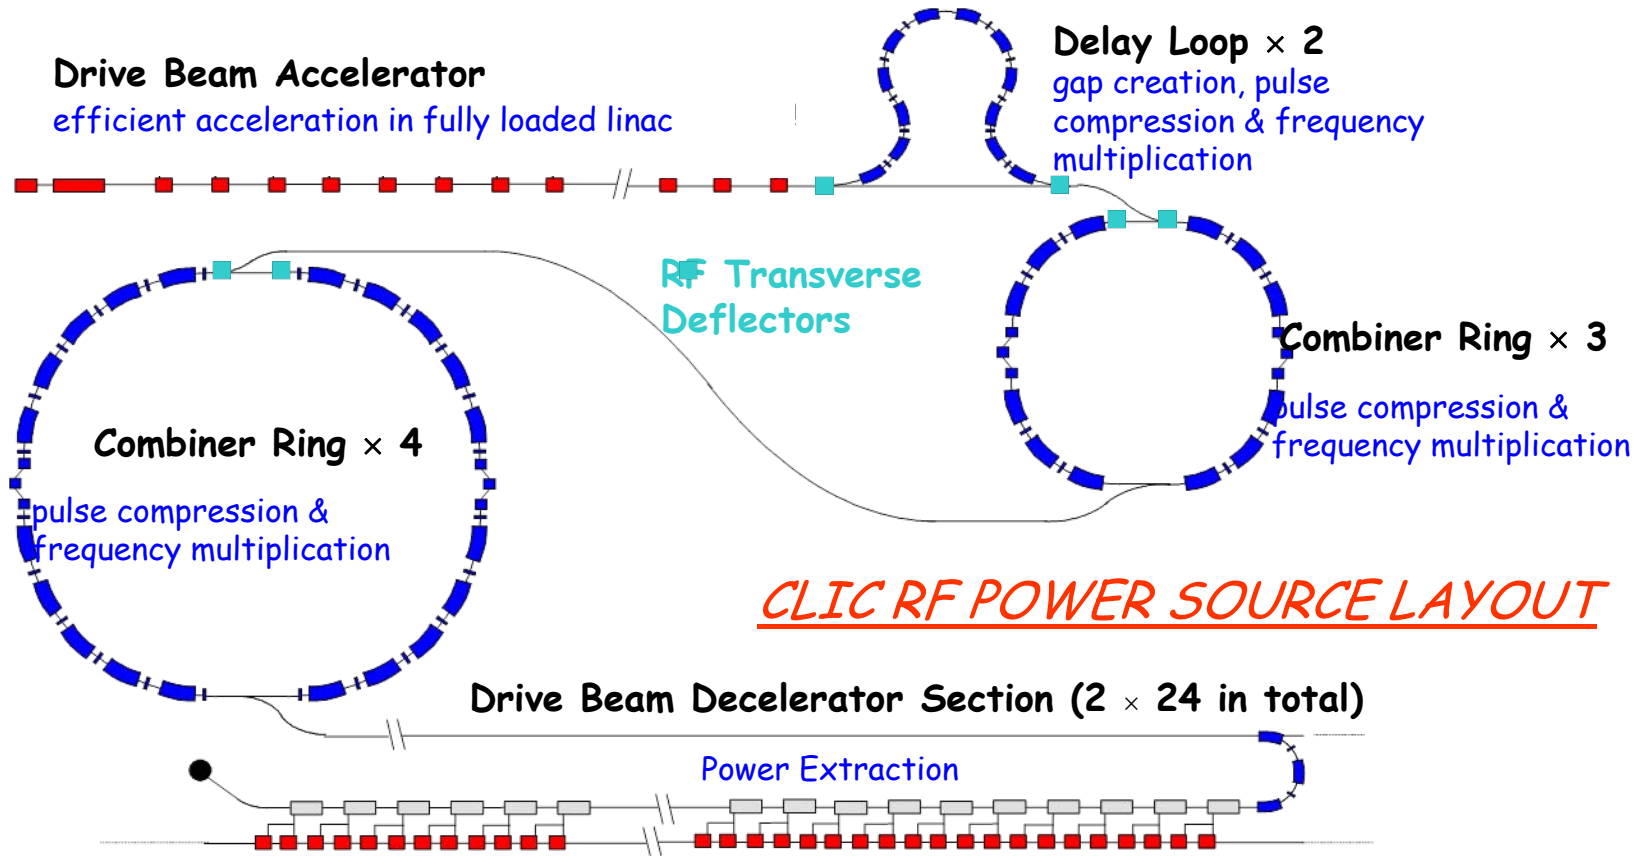 Drive Beam Accelerator
efficient acceleration in fully loaded linac
Delay Loop × 2
gap creation, pulse
compression & frequency
multiplication
RF Transverse
Deflectors
Combiner Ring × 3
pulse compression &
frequency multiplication
Combiner Ring × 4
pulse compression &
frequency multiplication
CLIC RF POWER SOURCE LAYOUT
Drive Beam Decelerator Section (2 × 24 in total)
Power Extraction